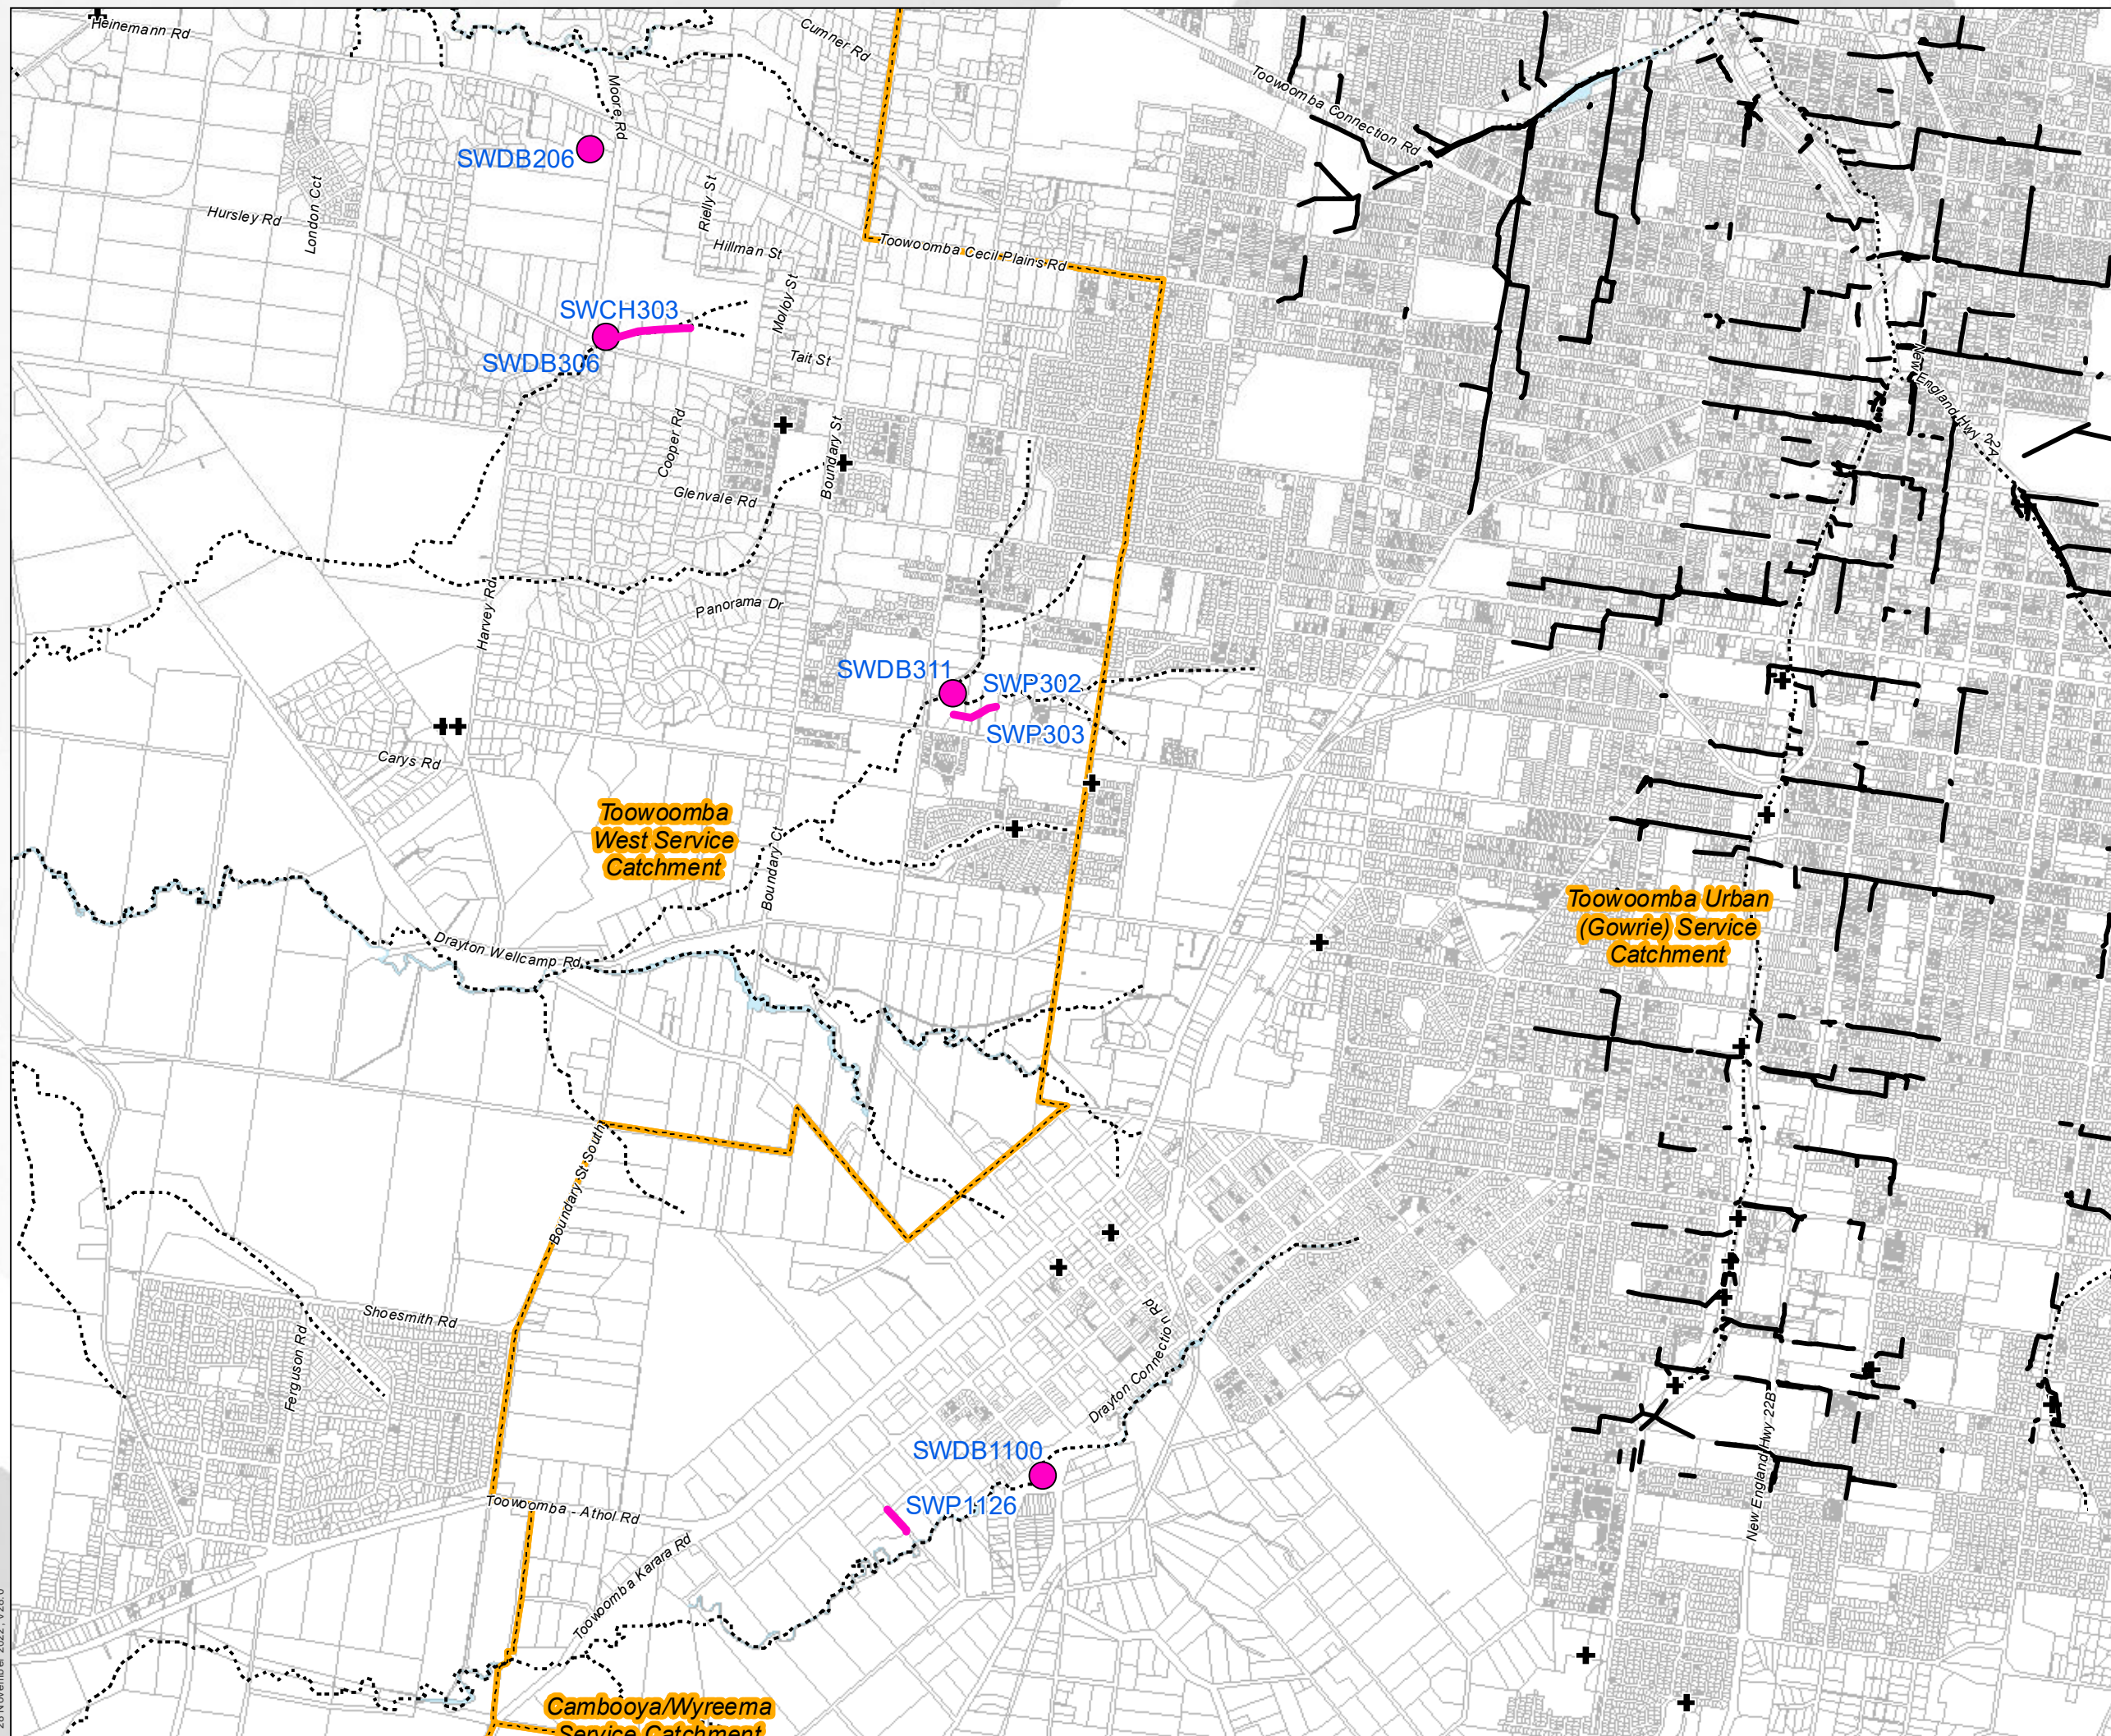 Heinemann Rd
Cumner Rd
Moore Rd
Toowoomba Connection Rd
SWDB206
London Cct
Hursley Rd
Rielly St
Hillman St
Toowoomba Cecil Plains Rd
Molloy St
SWCH303
SWDB306
Tait St
New England Hwy 22A
Cooper Rd
Boundary St
Glenvale Rd
Harvey Rd
Panorama Dr
SWDB311
SWP302
SWP303
Carys Rd
Toowoomba
West Service
Catchment
Boundary Ct
Toowoomba Urban
(Gowrie) Service
Catchment
Drayton Wellcamp Rd
Boundary St South
Shoesmith Rd
Ferguson Rd
Drayton Connection Rd
New England Hwy 22B
SWDB1100
SWP1126
Toowoomba - Athol Rd
Toowoomba Karara Rd
Cambooya/Wyreema
Service Catchment